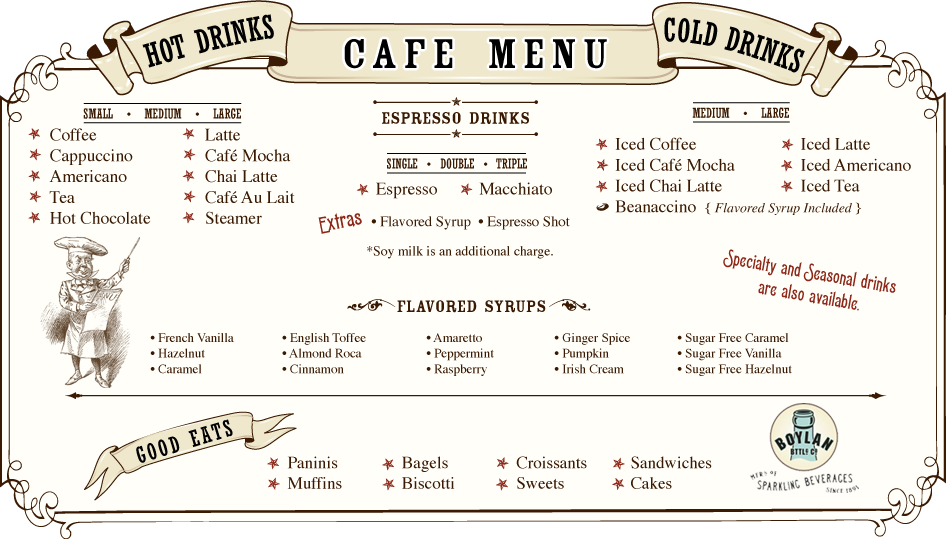 HOT DRINKS
CAFE MENU
COLD DRINKS
SMALL • MEDIUM • LARGE
Coffee
Cappuccino
Americano
Tea
Hot Chocolate
Latte
Café Mocha
Chai Latte
Café Au Lait
Steamer
ESPRESSO DRINKS
SINGLE • DOUBLE • TRIPLE
Espresso Macchiato
Extras • Flavored Syrup • Espresso Shot
*Soy milk is an additional charge.
MEDIUM • LARGE
Iced Coffee
Iced Café Mocha
Iced Chai Latte
Iced Latte
Iced Americano
Iced Tea
Beanaccino { Flavored Syrup Included }
Specialty and Seasonal drinks
are also available.
FLAVORED SYRUPS
• French Vanilla
• Hazelnut
• Caramel
• English Toffee
• Almond Roca
• Cinnamon
• Amaretto
• Peppermint
• Raspberry
• Ginger Spice
• Pumpkin
• Irish Cream
• Sugar Free Caramel
• Sugar Free Vanilla
• Sugar Free Hazelnut
GOOD EATS
Paninis
Muffins
Bagels
Biscotti
Croissants
Sweets
Sandwiches
Cakes
BOYLAN
BTTLG CO
MFRS OF
SPARKLING BEVERAGES
SINCE 1891